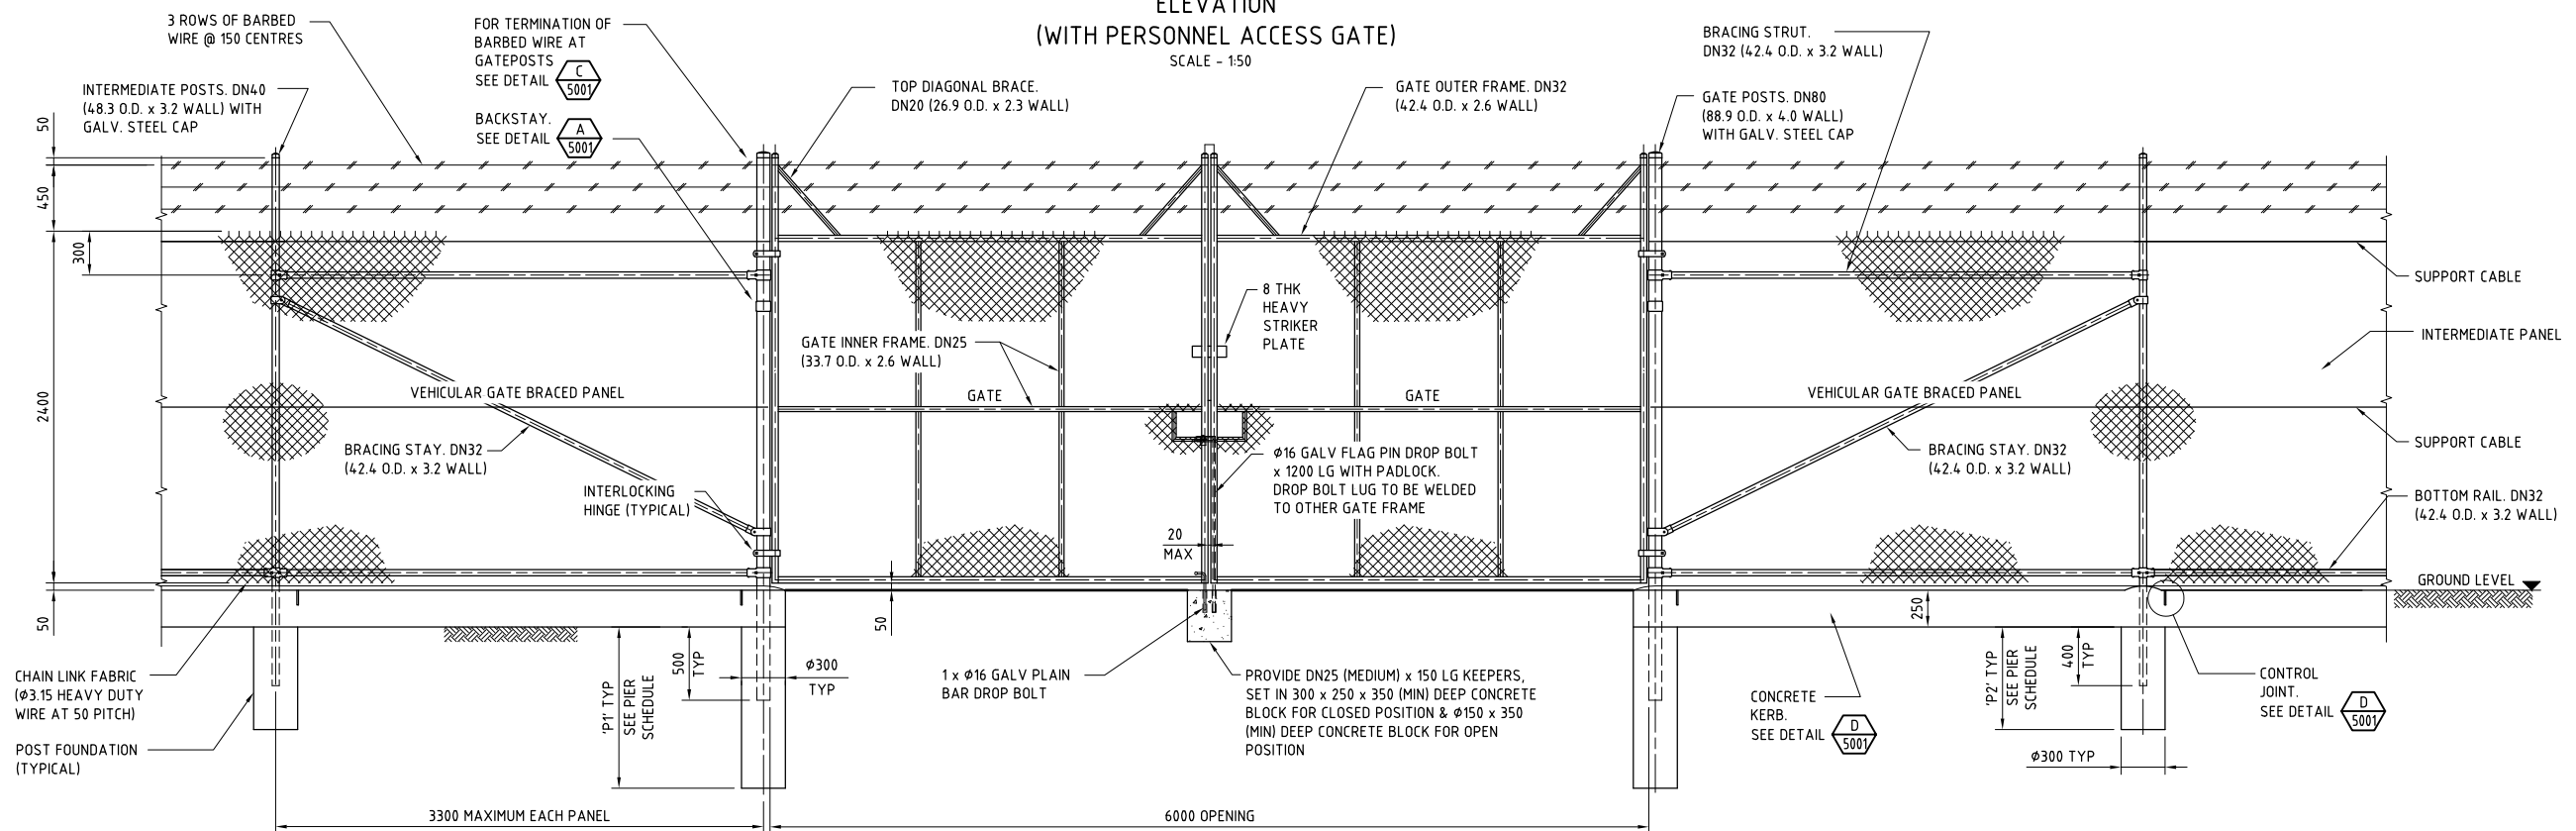 ELEVATION
(WITH PERSONNEL ACCESS GATE)
SCALE - 1:50
3 ROWS OF BARBED
WIRE @ 150 CENTRES
FOR TERMINATION OF
BARBED WIRE AT
GATEPOSTS
SEE DETAIL C
5001
INTERMEDIATE POSTS. DN40
(48.3 O.D. x 3.2 WALL) WITH
GALV. STEEL CAP
BACKSTAY.
SEE DETAIL A
5001
TOP DIAGONAL BRACE.
DN20 (26.9 O.D. x 2.3 WALL)
GATE OUTER FRAME. DN32
(42.4 O.D. x 2.6 WALL)
BRACING STRUT.
DN32 (42.4 O.D. x 3.2 WALL)
GATE POSTS. DN80
(88.9 O.D. x 4.0 WALL)
WITH GALV. STEEL CAP
50
450
300
2400
50
8 THK
HEAVY
STRIKER
PLATE
SUPPORT CABLE
INTERMEDIATE PANEL
GATE INNER FRAME. DN25
(33.7 O.D. x 2.6 WALL)
VEHICULAR GATE BRACED PANEL
GATE
GATE
VEHICULAR GATE BRACED PANEL
BRACING STAY. DN32
(42.4 O.D. x 3.2 WALL)
Ø16 GALV FLAG PIN DROP BOLT
x 1200 LG WITH PADLOCK.
DROP BOLT LUG TO BE WELDED
TO OTHER GATE FRAME
BRACING STAY. DN32
(42.4 O.D. x 3.2 WALL)
SUPPORT CABLE
INTERLOCKING
HINGE (TYPICAL)
BOTTOM RAIL. DN32
(42.4 O.D. x 3.2 WALL)
20
MAX
GROUND LEVEL
50
250
CHAIN LINK FABRIC
(Ø3.15 HEAVY DUTY
WIRE AT 50 PITCH)
POST FOUNDATION
(TYPICAL)
'P1' TYP
SEE PIER
SCHEDULE
500
TYP
Ø300
TYP
1 x Ø16 GALV PLAIN
BAR DROP BOLT
PROVIDE DN25 (MEDIUM) x 150 LG KEEPERS,
SET IN 300 x 250 x 350 (MIN) DEEP CONCRETE
BLOCK FOR CLOSED POSITION & Ø150 x 350
(MIN) DEEP CONCRETE BLOCK FOR OPEN
POSITION
CONCRETE
KERB.
SEE DETAIL D
5001
'P2' TYP
SEE PIER
SCHEDULE
400
TYP
Ø300 TYP
CONTROL
JOINT.
SEE DETAIL D
5001
3300 MAXIMUM EACH PANEL
6000 OPENING